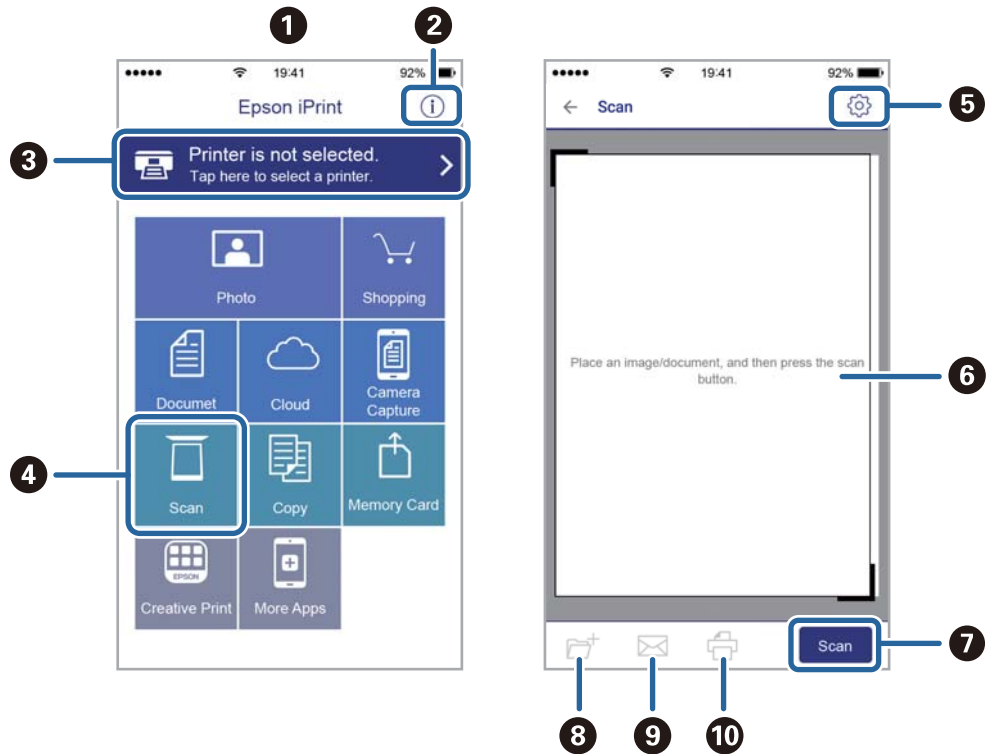 1
2
19:41
92%
Epson iPrint
3
Printer is not selected.
Tap here to select a printer.
Photo
Shopping
Documet
Cloud
Camera
Capture
4
Scan
Copy
Memory Card
EPSON
Creative Print
More Apps
19:41
92%
Scan
5
Place an image/document, and then press the scan
button.
6
Scan
7
8
9
10